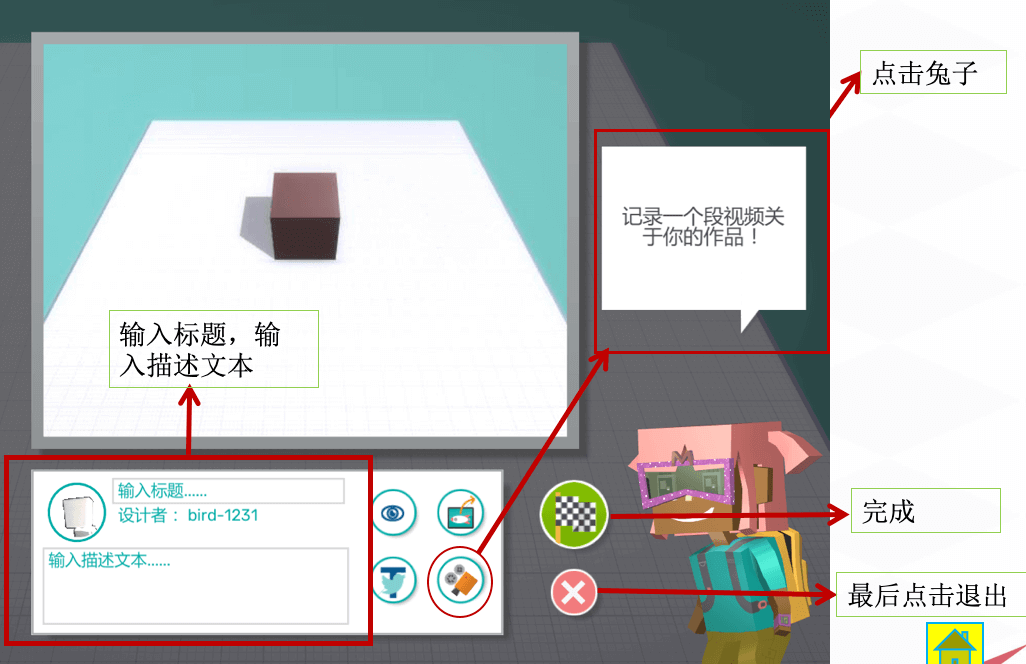 点击兔子
记录一个段视频关
于你的作品！
输入标题，输
入描述文本
输入标题......
设计者： bird-1231
输入描述文本......
完成
最后点击退出